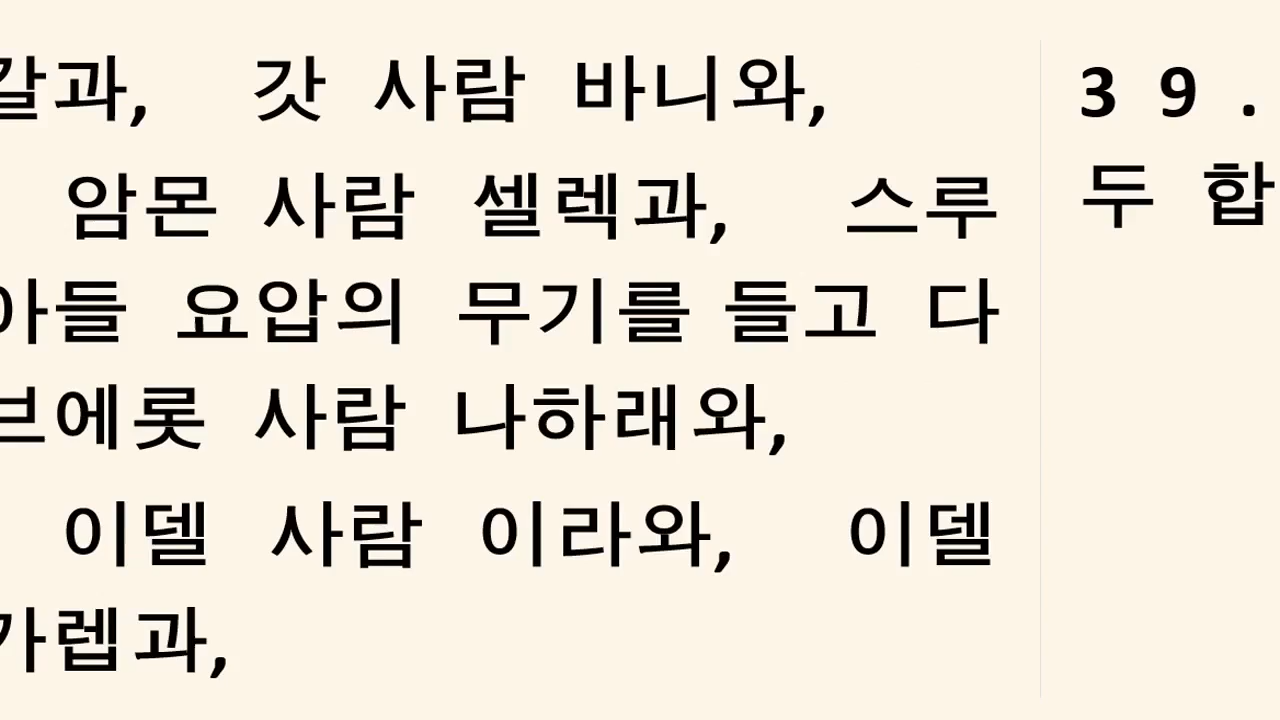 갈과, 갓 사람 바니와,
암몬 사람 셀렉과, 스루
아들 요압의 무기를 들고 다
브에롯 사람 나하래와,
이델 사람 이라와, 이델
가렙과,
39.
두 합